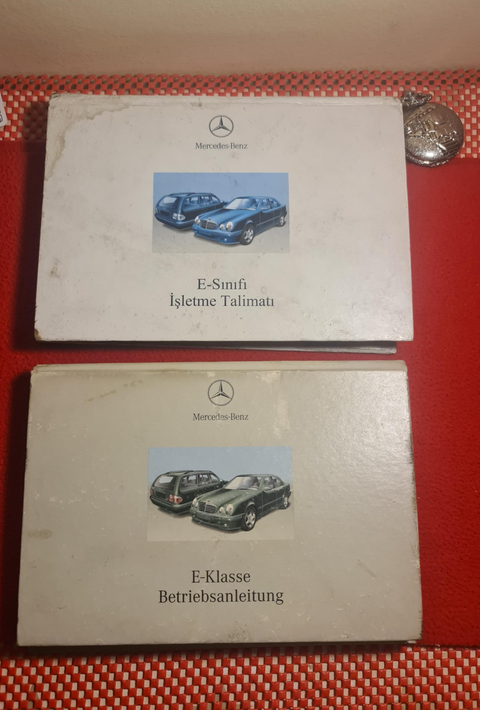 Mercedes-Benz
E-Sınıfı
İşletme Talimatı
Mercedes-Benz
E-Klasse
Betriebsanleitung